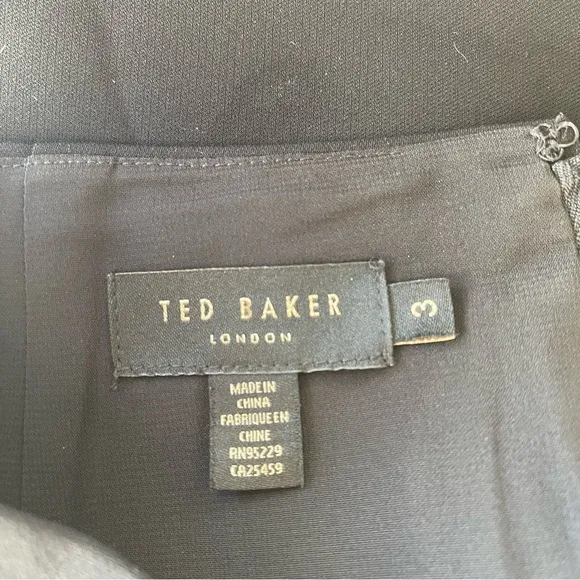 TED BAKER
LONDON
3
MADE IN
CHINA
FABRIQUE EN
CHINE
RN95229
CA25459